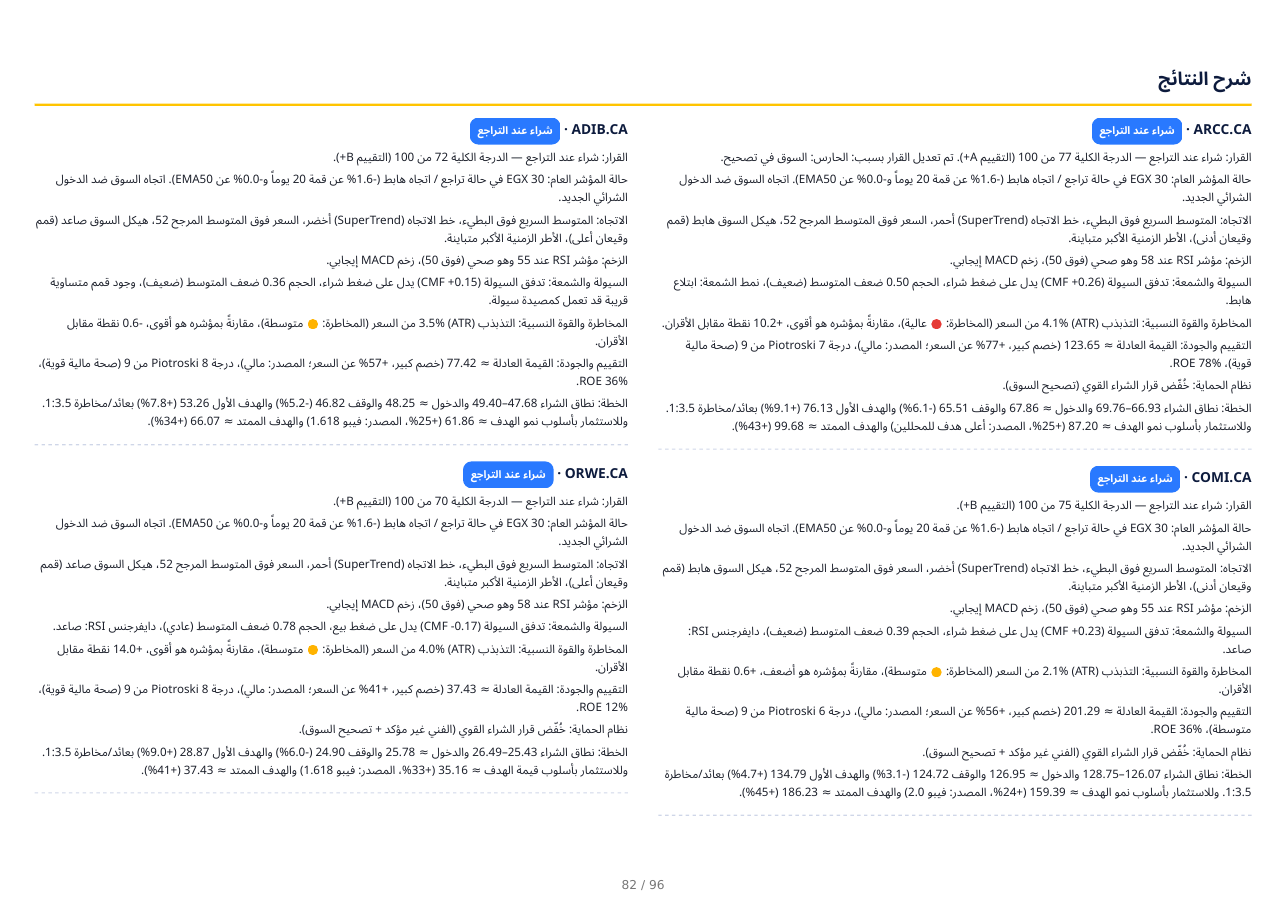 شرح النتائج
ARCC.CA · شراء عند التراجع
القرار: شراء عند التراجع — الدرجة الكلية 77 من 100 (التقييم A+). تم تعديل القرار بسبب: الحارس: السوق في تصحيح.
حالة المؤشر العام: EGX 30 في حالة تراجع / اتجاه هابط (-1.6% عن قمة 20 يوماً و-0.0% عن EMA50). اتجاه السوق ضد الدخول
الشرائي الجديد.
الاتجاه: المتوسط السريع فوق البطيء، خط الاتجاه (SuperTrend) أحمر، السعر فوق المتوسط المرجح 52، هيكل السوق هابط (قمم
وقيعان أدنى)، الأطر الزمنية الأكبر متباينة.
الزخم: مؤشر RSI عند 58 وهو صحي (فوق 50)، زخم MACD إيجابي.
السيولة والشمعة: تدفق السيولة (CMF +0.26) يدل على ضغط شراء، الحجم 0.50 ضعف المتوسط (ضعيف)، نمط الشمعة: ابتلاع
هابط.
المخاطرة والقوة النسبية: التذبذب (ATR) 4.1% من السعر (المخاطرة: 🔴 عالية)، مقارنةً بمؤشره هو أقوى، +10.2 نقطة مقابل الأقران.
التقييم والجودة: القيمة العادلة ≈ 123.65 (خصم كبير، +77% عن السعر؛ المصدر: مالي)، درجة Piotroski 7 من 9 (صحة مالية
قوية)، ROE 78%.
نظام الحماية: خُفّض قرار الشراء القوي (تصحيح السوق).
الخطة: نطاق الشراء 66.93–69.76 والدخول ≈ 67.86 والوقف 65.51 (-6.1%) والهدف الأول 76.13 (+9.1%) بعائد/مخاطرة 1:3.5.
وللاستثمار بأسلوب نمو الهدف ≈ 87.20 (+25%، المصدر: أعلى هدف للمحللين) والهدف الممتد ≈ 99.68 (+43%).
COMI.CA · شراء عند التراجع
القرار: شراء عند التراجع — الدرجة الكلية 75 من 100 (التقييم B+).
حالة المؤشر العام: EGX 30 في حالة تراجع / اتجاه هابط (-1.6% عن قمة 20 يوماً و-0.0% عن EMA50). اتجاه السوق ضد الدخول
الشرائي الجديد.
الاتجاه: المتوسط السريع فوق البطيء، خط الاتجاه (SuperTrend) أخضر، السعر فوق المتوسط المرجح 52، هيكل السوق هابط (قمم
وقيعان أدنى)، الأطر الزمنية الأكبر متباينة.
الزخم: مؤشر RSI عند 55 وهو صحي (فوق 50)، زخم MACD إيجابي.
السيولة والشمعة: تدفق السيولة (CMF +0.23) يدل على ضغط شراء، الحجم 0.39 ضعف المتوسط (ضعيف)، دايفرجنس RSI:
صاعد.
المخاطرة والقوة النسبية: التذبذب (ATR) 2.1% من السعر (المخاطرة: 🟠 متوسطة)، مقارنةً بمؤشره هو أضعف، +0.6 نقطة مقابل
الأقران.
التقييم والجودة: القيمة العادلة ≈ 201.29 (خصم كبير، +56% عن السعر؛ المصدر: مالي)، درجة Piotroski 6 من 9 (صحة مالية
متوسطة)، ROE 36%.
نظام الحماية: خُفّض قرار الشراء القوي (الفني غير مؤكد + تصحيح السوق).
الخطة: نطاق الشراء 126.07–128.75 والدخول ≈ 126.95 والوقف 124.72 (-3.1%) والهدف الأول 134.79 (+4.7%) بعائد/مخاطرة
1:3.5. وللاستثمار بأسلوب نمو الهدف ≈ 159.39 (+24%، المصدر: فيبو 2.0) والهدف الممتد ≈ 186.23 (+45%).
ADIB.CA · شراء عند التراجع
القرار: شراء عند التراجع — الدرجة الكلية 72 من 100 (التقييم B+).
حالة المؤشر العام: EGX 30 في حالة تراجع / اتجاه هابط (-1.6% عن قمة 20 يوماً و-0.0% عن EMA50). اتجاه السوق ضد الدخول
الشرائي الجديد.
الاتجاه: المتوسط السريع فوق البطيء، خط الاتجاه (SuperTrend) أخضر، السعر فوق المتوسط المرجح 52، هيكل السوق صاعد (قمم
وقيعان أعلى)، الأطر الزمنية الأكبر متباينة.
الزخم: مؤشر RSI عند 55 وهو صحي (فوق 50)، زخم MACD إيجابي.
السيولة والشمعة: تدفق السيولة (CMF +0.15) يدل على ضغط شراء، الحجم 0.36 ضعف المتوسط (ضعيف)، وجود قمم متساوية
قريبة قد تعمل كمصيدة سيولة.
المخاطرة والقوة النسبية: التذبذب (ATR) 3.5% من السعر (المخاطرة: 🟠 متوسطة)، مقارنةً بمؤشره هو أقوى، -0.6 نقطة مقابل
الأقران.
التقييم والجودة: القيمة العادلة ≈ 77.42 (خصم كبير، +57% عن السعر؛ المصدر: مالي)، درجة Piotroski 8 من 9 (صحة مالية قوية)،
ROE 36%.
الخطة: نطاق الشراء 47.68–49.40 والدخول ≈ 48.25 والوقف 46.82 (-5.2%) والهدف الأول 53.26 (+7.8%) بعائد/مخاطرة 1:3.5.
وللاستثمار بأسلوب نمو الهدف ≈ 61.86 (+25%، المصدر: فيبو 1.618) والهدف الممتد ≈ 66.07 (+34%).
ORWE.CA · شراء عند التراجع
القرار: شراء عند التراجع — الدرجة الكلية 70 من 100 (التقييم B+).
حالة المؤشر العام: EGX 30 في حالة تراجع / اتجاه هابط (-1.6% عن قمة 20 يوماً و-0.0% عن EMA50). اتجاه السوق ضد الدخول
الشرائي الجديد.
الاتجاه: المتوسط السريع فوق البطيء، خط الاتجاه (SuperTrend) أحمر، السعر فوق المتوسط المرجح 52، هيكل السوق صاعد (قمم
وقيعان أعلى)، الأطر الزمنية الأكبر متباينة.
الزخم: مؤشر RSI عند 58 وهو صحي (فوق 50)، زخم MACD إيجابي.
السيولة والشمعة: تدفق السيولة (CMF -0.17) يدل على ضغط بيع، الحجم 0.78 ضعف المتوسط (عادي)، دايفرجنس RSI: صاعد.
المخاطرة والقوة النسبية: التذبذب (ATR) 4.0% من السعر (المخاطرة: 🟠 متوسطة)، مقارنةً بمؤشره هو أقوى، +14.0 نقطة مقابل
الأقران.
التقييم والجودة: القيمة العادلة ≈ 37.43 (خصم كبير، +41% عن السعر؛ المصدر: مالي)، درجة Piotroski 8 من 9 (صحة مالية قوية)،
ROE 12%.
نظام الحماية: خُفّض قرار الشراء القوي (الفني غير مؤكد + تصحيح السوق).
الخطة: نطاق الشراء 25.43–26.49 والدخول ≈ 25.78 والوقف 24.90 (-6.0%) والهدف الأول 28.87 (+9.0%) بعائد/مخاطرة 1:3.5.
وللاستثمار بأسلوب قيمة الهدف ≈ 35.16 (+33%، المصدر: فيبو 1.618) والهدف الممتد ≈ 37.43 (+41%).
82 / 96